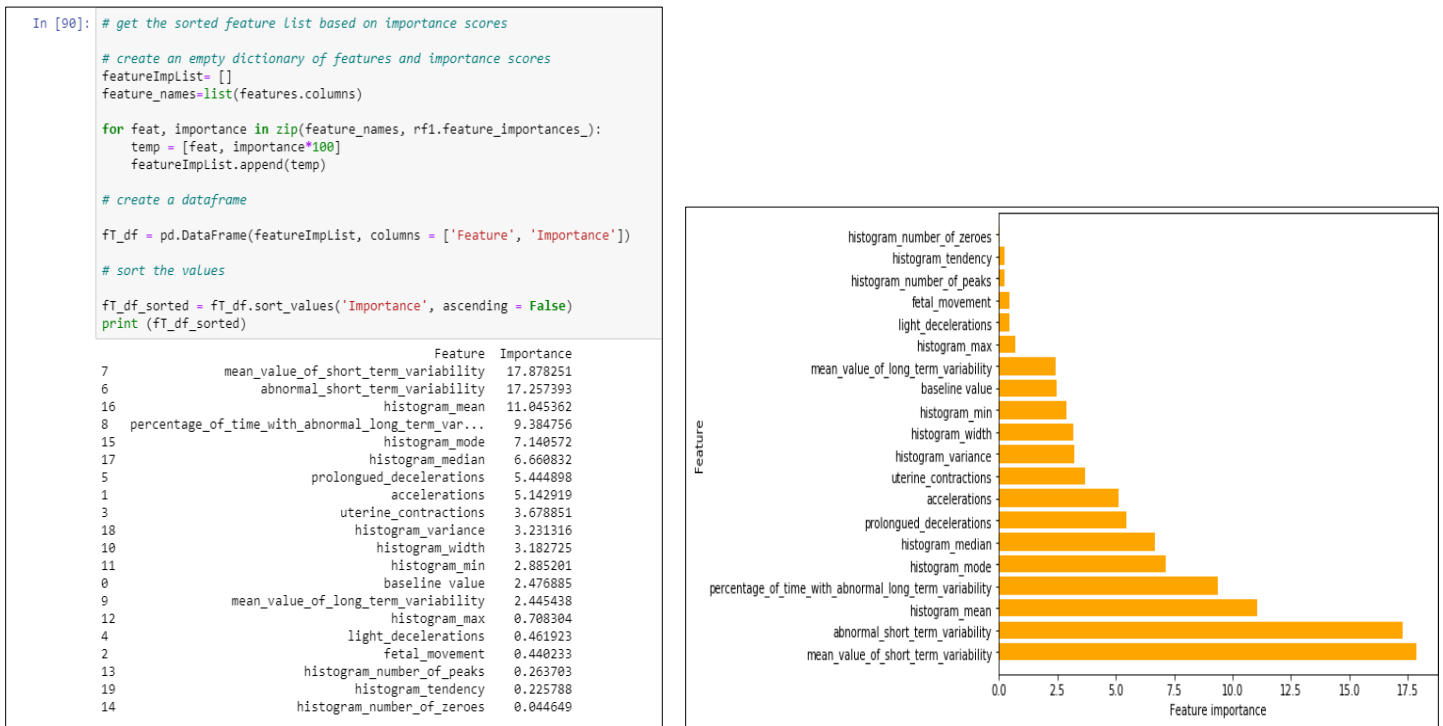 In [90]: # get the sorted feature list based on importance scores
# create an empty dictionary of features and importance scores
featureImpList= []
feature_names=list(features.columns)
for feat, importance in zip(feature_names, rf1.feature_importances_):
temp = [feat, importance*100]
featureImpList.append(temp)
# create a dataframe
fT_df = pd.DataFrame(featureImpList, columns = ['Feature', 'Importance'])
# sort the values
fT_df_sorted = fT_df.sort_values('Importance', ascending = False)
print (fT_df_sorted)
Feature Importance
7 mean_value_of_short_term_variability 17.878251
6 abnormal_short_term_variability 17.257393
16 histogram_mean 11.045362
8 percentage_of_time_with_abnormal_long_term_var... 9.384756
15 histogram_mode 7.140572
17 histogram_median 6.660832
5 prolongued_decelerations 5.444898
1 accelerations 5.142919
3 uterine_contractions 3.678851
18 histogram_variance 3.231316
10 histogram_width 3.182725
11 histogram_min 2.885201
0 baseline value 2.476885
9 mean_value_of_long_term_variability 2.445438
12 histogram_max 0.708304
4 light_decelerations 0.461923
2 fetal_movement 0.440233
13 histogram_number_of_peaks 0.263703
19 histogram_tendency 0.225788
14 histogram_number_of_zeroes 0.044649
Feature
histogram_number_of_zeroes
histogram_tendency
histogram_number_of_peaks
fetal_movement
light_decelerations
histogram_max
mean_value_of_long_term_variability
baseline value
histogram_min
histogram_width
histogram_variance
uterine_contractions
accelerations
prolongued_decelerations
histogram_median
histogram_mode
percentage_of_time_with_abnormal_long_term_variability
histogram_mean
abnormal_short_term_variability
mean_value_of_short_term_variability
0.0 2.5 5.0 7.5 10.0 12.5 15.0 17.5
Feature importance